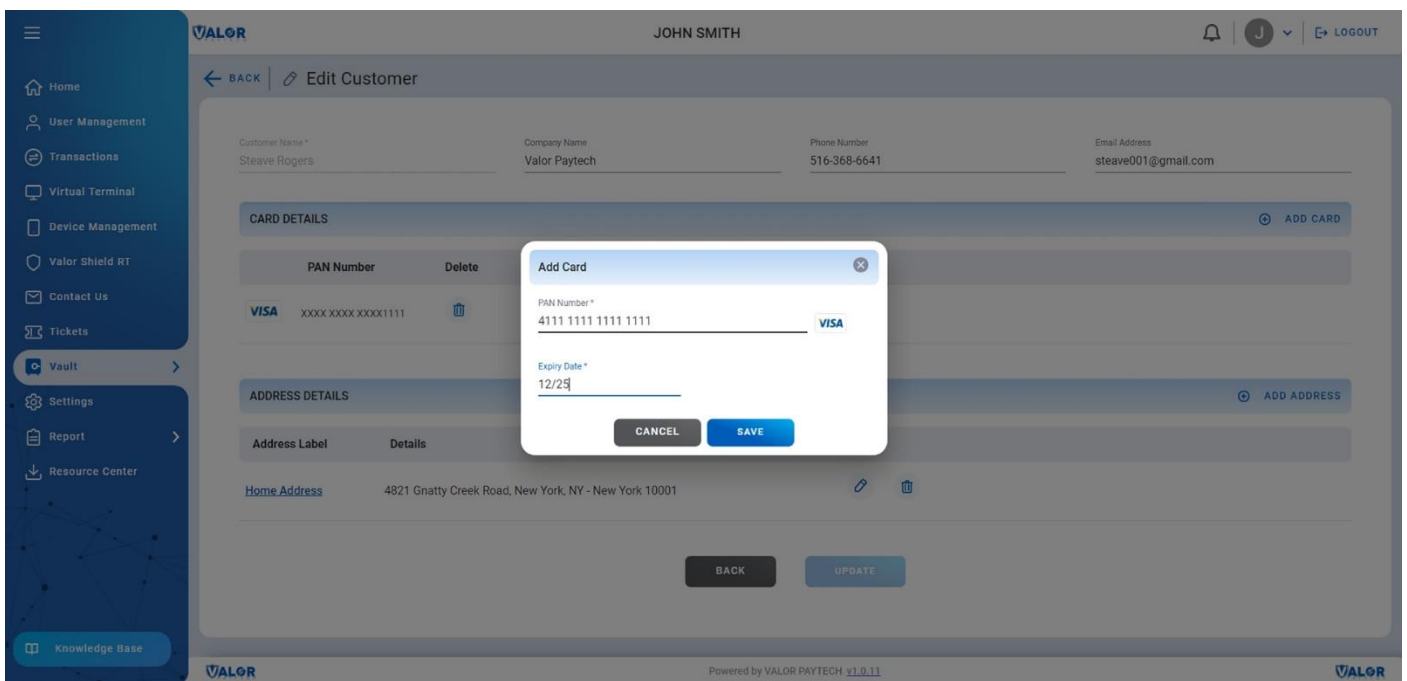 VALOR
JOHN SMITH
J
LOGOUT
BACK
Edit Customer
Home
User Management
Transactions
Virtual Terminal
Device Management
Valor Shield RT
Contact Us
Tickets
Vault
Settings
Report
Resource Center
Knowledge Base
Customer Name *
Steave Rogers
Company Name
Valor Paytech
Phone Number
516-368-6641
Email Address
steave001@gmail.com
CARD DETAILS
ADD CARD
PAN Number
Delete
VISA XXXX XXXX XXXX1111
Add Card
PAN Number *
4111 1111 1111 1111
VISA
Expiry Date *
12/25
CANCEL
SAVE
ADDRESS DETAILS
ADD ADDRESS
Address Label
Details
Home Address
4821 Gnatty Creek Road, New York, NY - New York 10001
BACK
UPDATE
VALOR
Powered by VALOR PAYTECH v1.0.11
VALOR